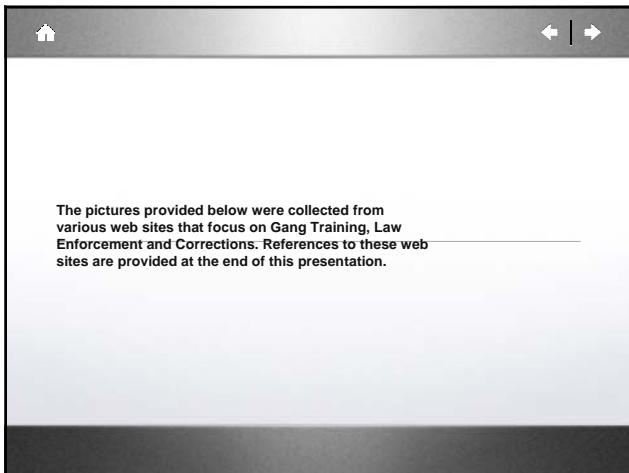 The pictures provided below were collected from
various web sites that focus on Gang Training, Law
Enforcement and Corrections. References to these web
sites are provided at the end of this presentation.